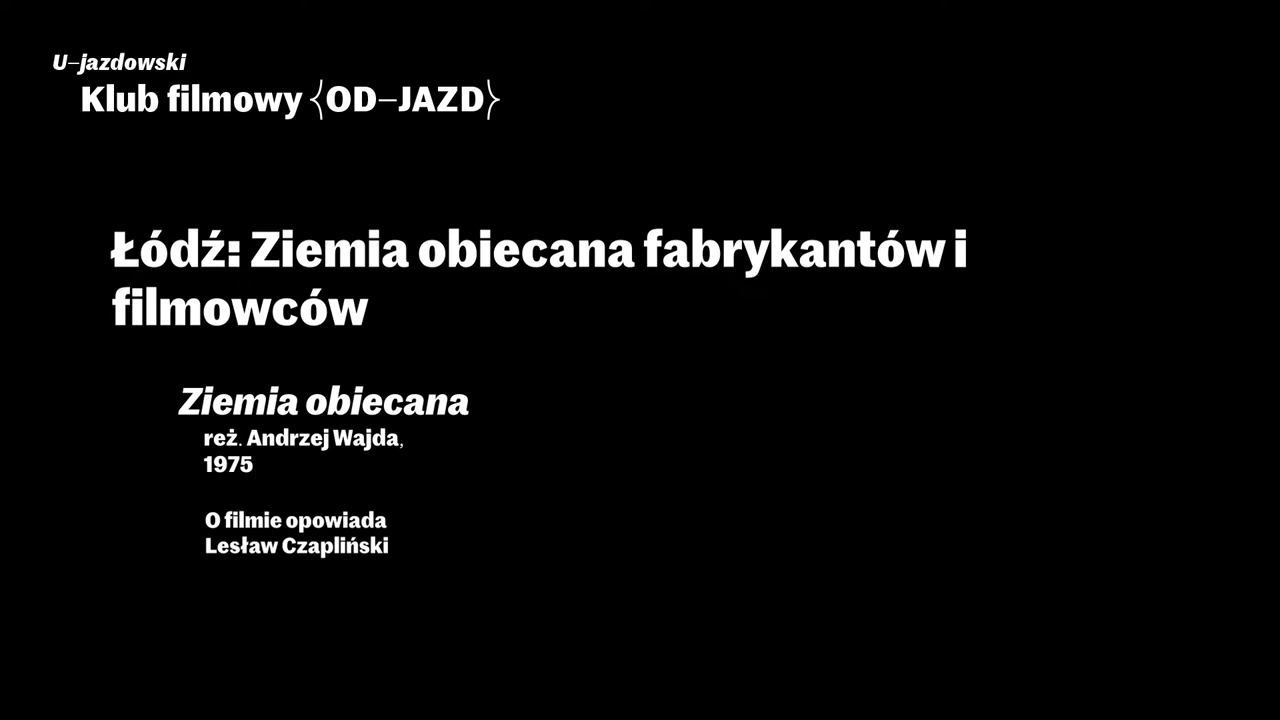 U–jazdowski
Klub filmowy {OD–JAZD}
Łódź: Ziemia obiecana fabrykantów i
filmowców
Ziemia obiecana
reż. Andrzej Wajda,
1975
O filmie opowiada
Lesław Czapliński